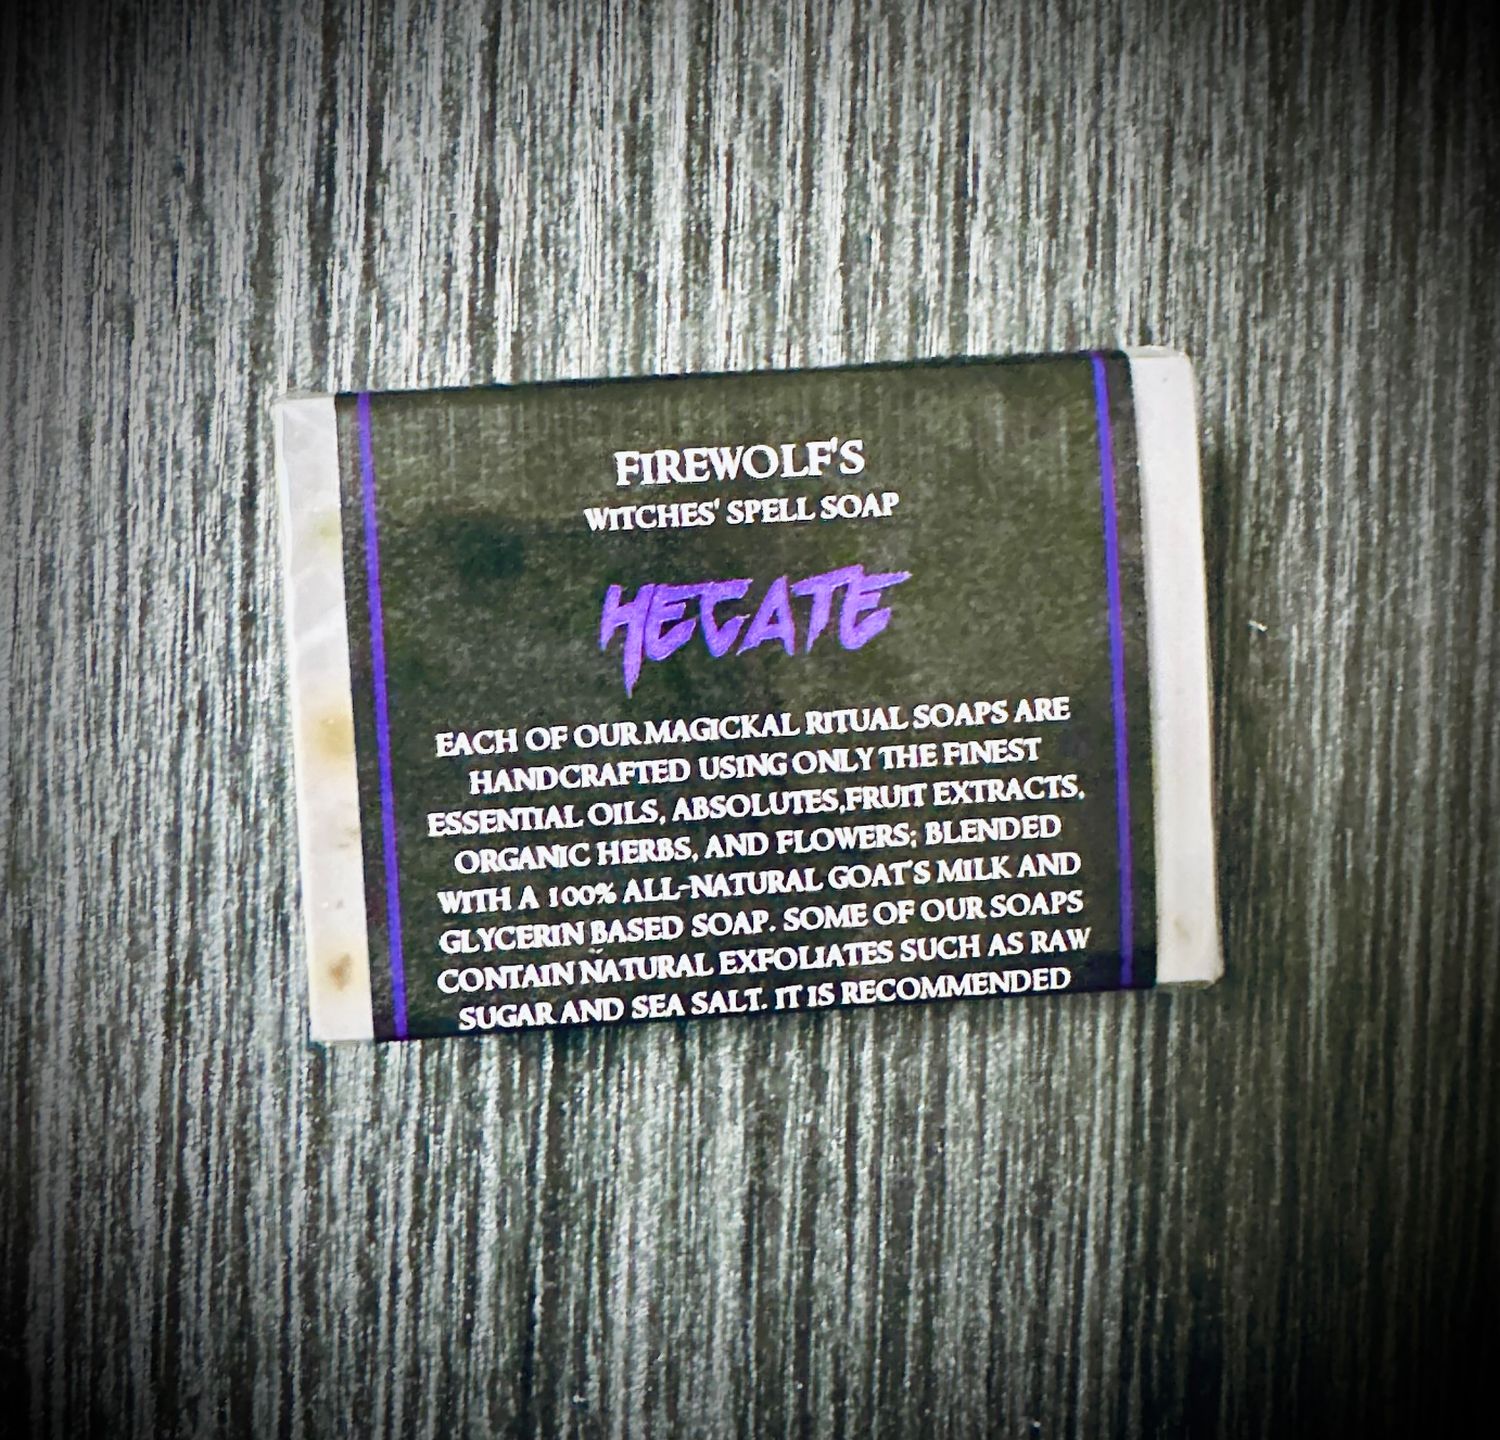 FIREWOLF'S
WITCHES' SPELL SOAP
HECATE
EACH OF OUR MAGICKAL RITUAL SOAPS ARE
HANDCRAFTED USING ONLY THE FINEST
ESSENTIAL OILS, ABSOLUTES,FRUIT EXTRACTS,
ORGANIC HERBS, AND FLOWERS; BLENDED
WITH A 100% ALL-NATURAL GOAT'S MILK AND
GLYCERIN BASED SOAP. SOME OF OUR SOAPS
CONTAIN NATURAL EXFOLIATES SUCH AS RAW
SUGAR AND SEA SALT. IT IS RECOMMENDED